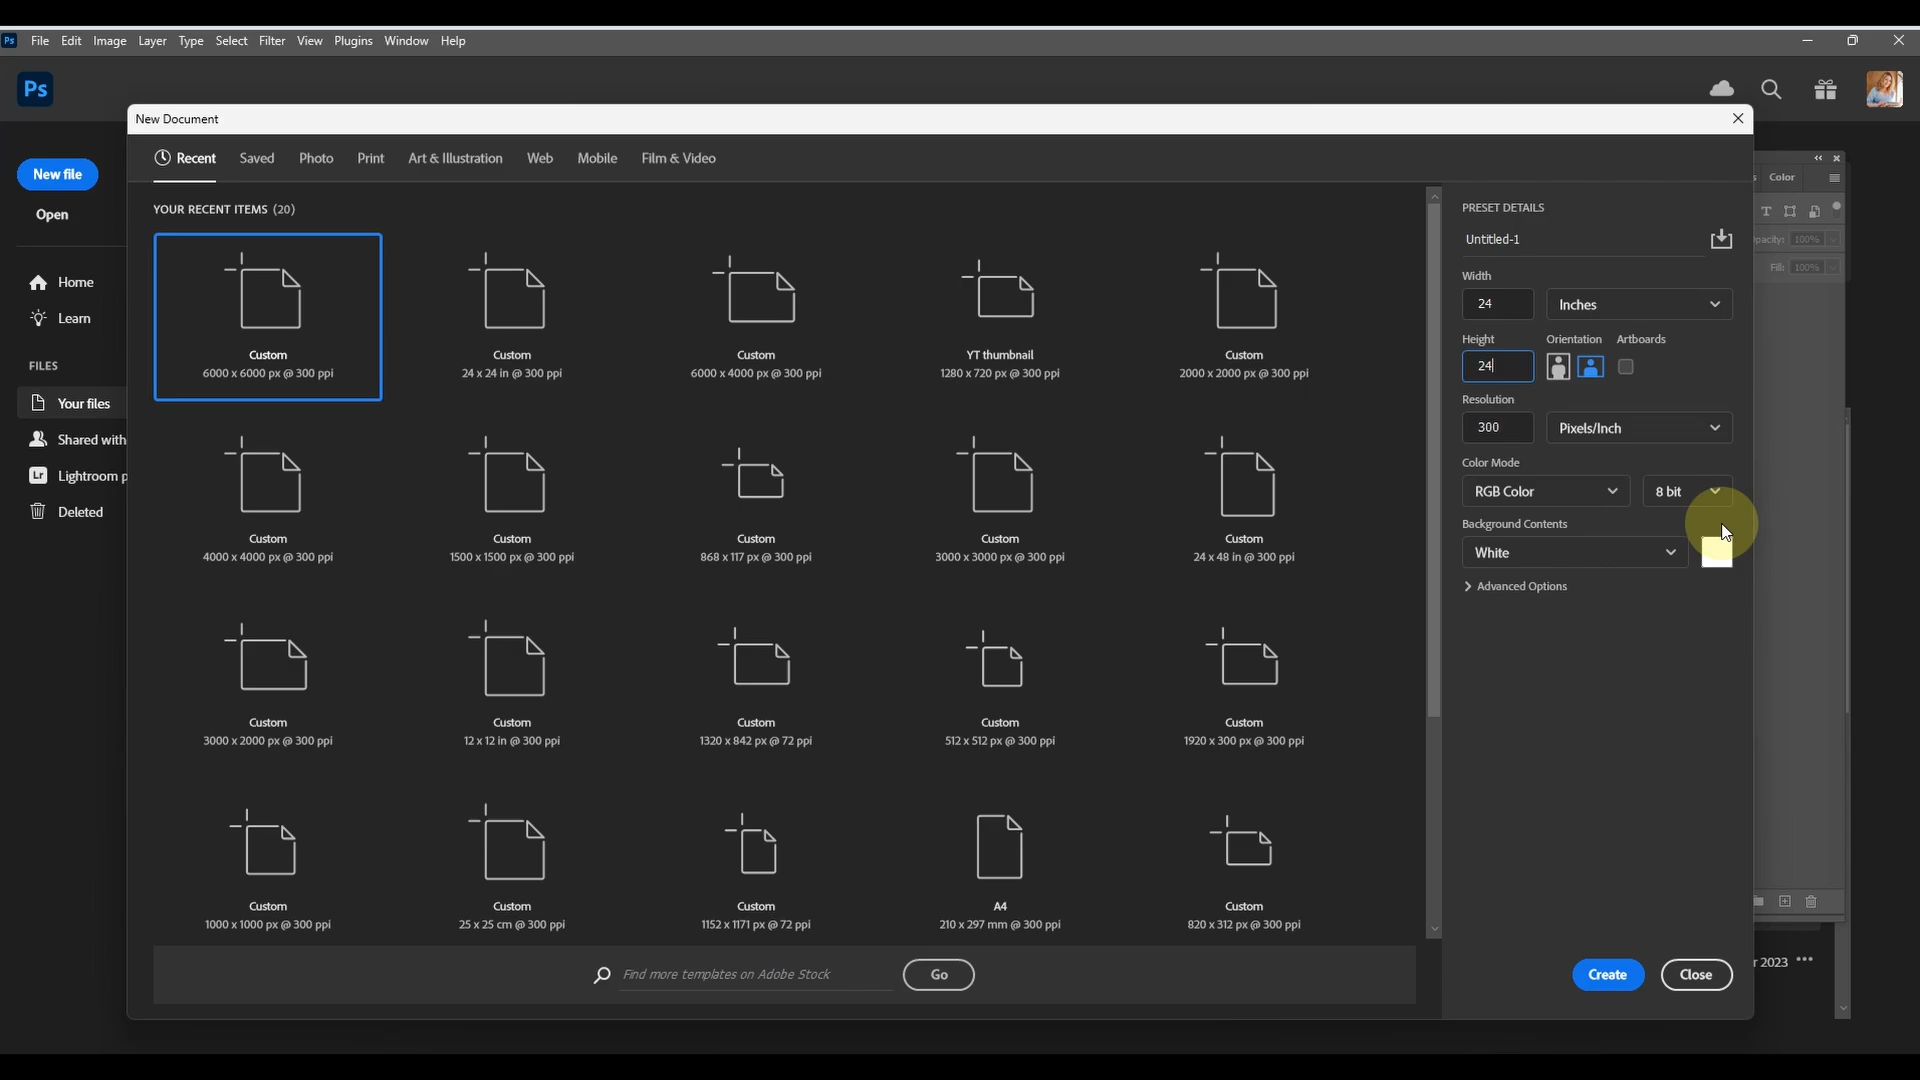 Ps File Edit Image Layer Type Select Filter View Plugins Window Help
Ps
New Document
Recent Saved Photo Print Art & Illustration Web Mobile Film & Video
New file
Open
Home
Learn
FILES
Your files
Shared with
Lr Lightroom p
Deleted
YOUR RECENT ITEMS (20)
Custom
6000 x 6000 px @ 300 ppi
Custom
24 x 24 in @ 300 ppi
Custom
6000 x 4000 px @ 300 ppi
YT thumbnail
1280 x 720 px @ 300 ppi
Custom
2000 x 2000 px @ 300 ppi
Custom
4000 x 4000 px @ 300 ppi
Custom
1500 x 1500 px @ 300 ppi
Custom
868 x 117 px @ 300 ppi
Custom
3000 x 3000 px @ 300 ppi
Custom
24 x 48 in @ 300 ppi
Custom
3000 x 2000 px @ 300 ppi
Custom
12 x 12 in @ 300 ppi
Custom
1320 x 842 px @ 72 ppi
Custom
512 x 512 px @ 300 ppi
Custom
1920 x 300 px @ 300 ppi
Custom
1000 x 1000 px @ 300 ppi
Custom
25 x 25 cm @ 300 ppi
Custom
1152 x 1171 px @ 72 ppi
A4
210 x 297 mm @ 300 ppi
Custom
820 x 312 px @ 300 ppi
Find more templates on Adobe Stock Go
PRESET DETAILS
Untitled-1
Width
24 Inches
Height Orientation Artboards
24
Resolution
300 Pixels/Inch
Color Mode
RGB Color 8 bit
Background Contents
White
Advanced Options
Create Close
s Color
pacity: 100%
Fill: 100%
r 2023